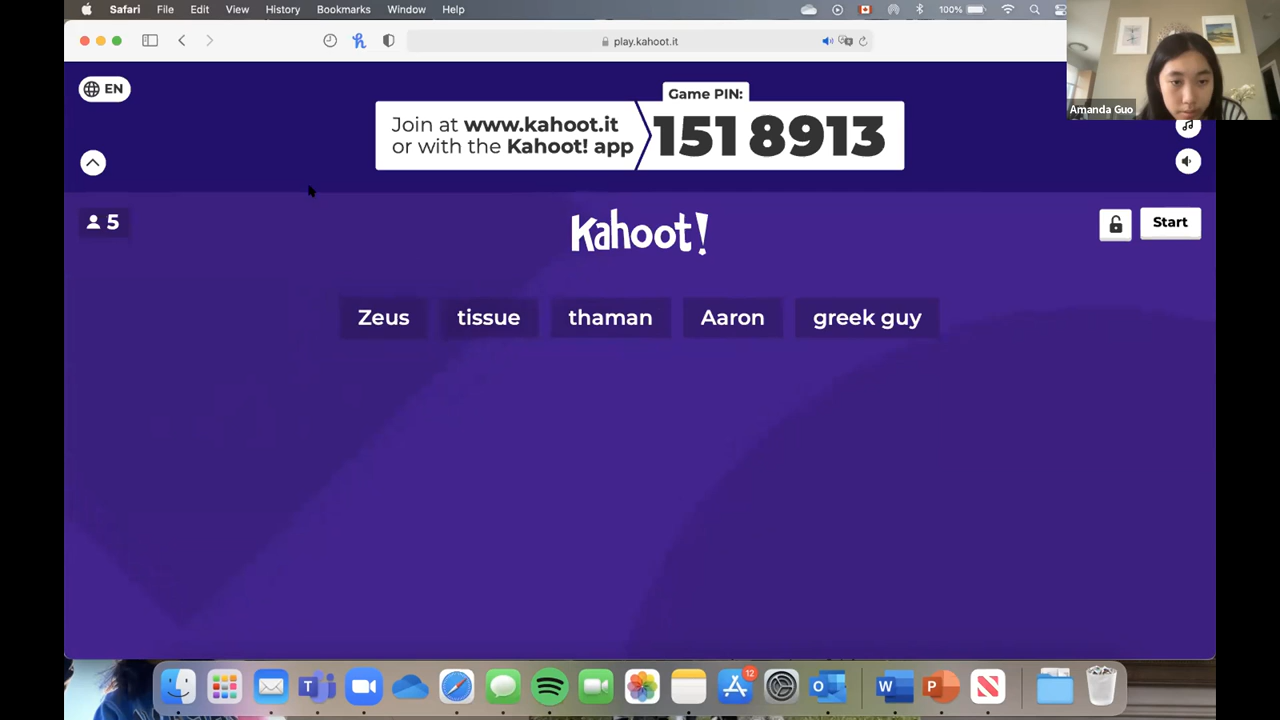 Safari File Edit View History Bookmarks Window Help 100%
play.kahoot.it
Amanda Guo
EN
Game PIN:
Join at www.kahoot.it
or with the Kahoot! app
151 8913
5
Kahoot!
Start
Zeus tissue thaman Aaron greek guy
12